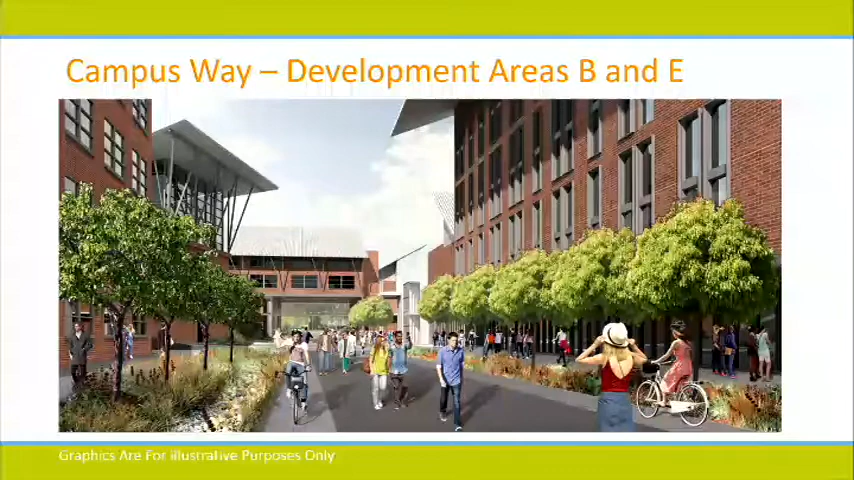 Campus Way – Development Areas B and E
Graphics Are For Illustrative Purposes Only